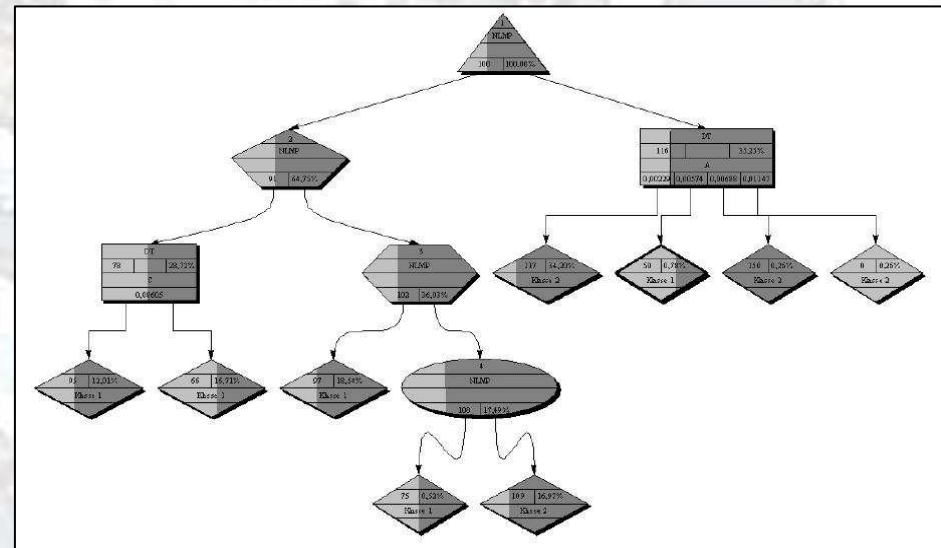 1
NLMP
100 100,00%
2
NLMP
91 64,75%
DT
116 35,25%
A
0,00229 0,00574 0,00688 0,01147
DT
78 28,72%
C
0,00605
3
NLMP
102 36,03%
117 34,20%
Klasse 2
50 0,78%
Klasse 1
150 0,26%
Klasse 2
0 0,26%
Klasse 2
95 12,01%
Klasse 1
66 16,71%
Klasse 1
97 18,54%
Klasse 1
4
NLMP
108 17,49%
75 0,52%
Klasse 1
109 16,97%
Klasse 2